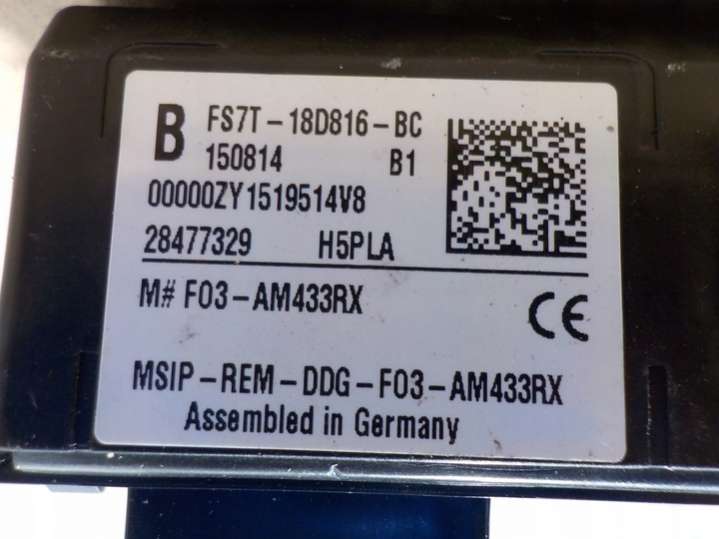 B FS7T-18D816-BC
150814 B1
00000ZY1519514V8
28477329 H5PLA
M# F03-AM433RX
CE
MSIP-REM-DDG-F03-AM433RX
Assembled in Germany